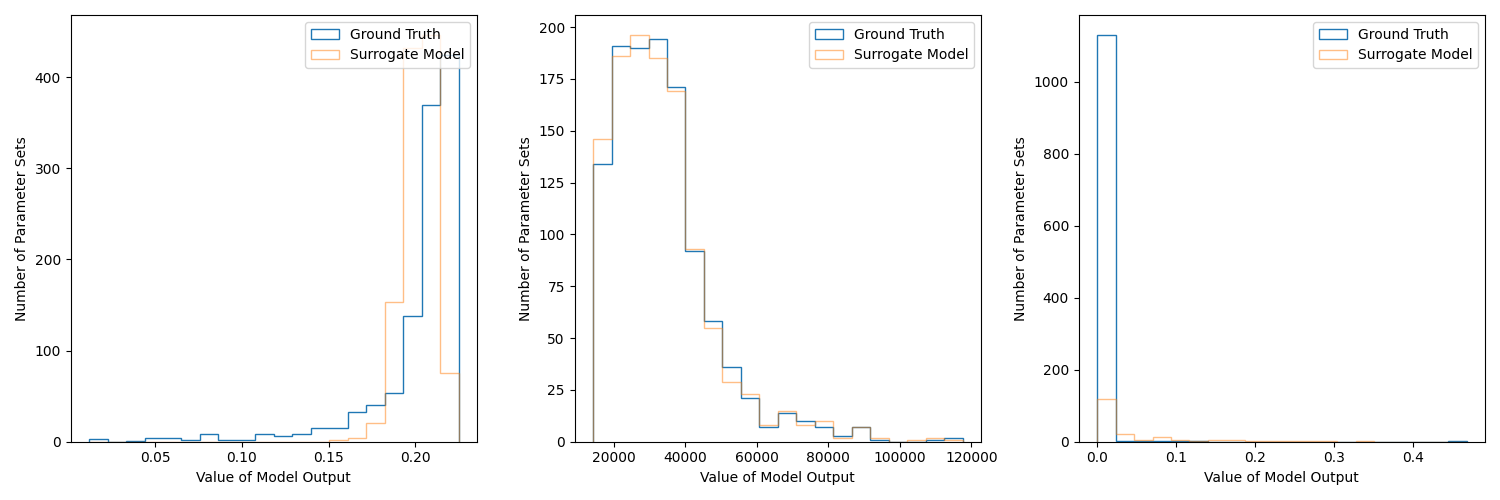 Ground Truth
Surrogate Model
Number of Parameter Sets
400
300
200
100
0
0.05
0.10
0.15
0.20
Value of Model Output
Ground Truth
Surrogate Model
Number of Parameter Sets
200
175
150
125
100
75
50
25
0
20000
40000
60000
80000
100000
120000
Value of Model Output
Ground Truth
Surrogate Model
Number of Parameter Sets
1000
800
600
400
200
0
0.0
0.1
0.2
0.3
0.4
Value of Model Output